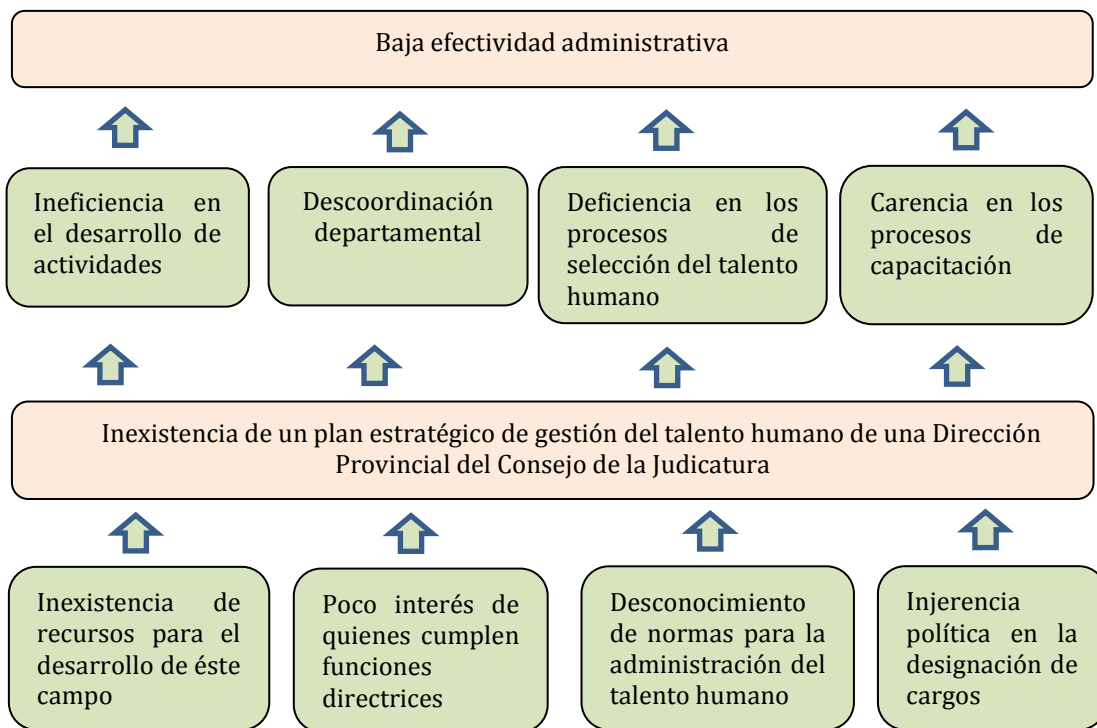 Baja efectividad administrativa
Ineficiencia en
el desarrollo de
actividades
Descoordinación
departamental
Deficiencia en los
procesos de
selección del talento
humano
Carencia en los
procesos de
capacitación
Inexistencia de un plan estratégico de gestión del talento humano de una Dirección
Provincial del Consejo de la Judicatura
Inexistencia de
recursos para el
desarrollo de éste
campo
Poco interés de
quienes cumplen
funciones
directrices
Desconocimiento
de normas para la
administración del
talento humano
Injerencia
política en la
designación de
cargos